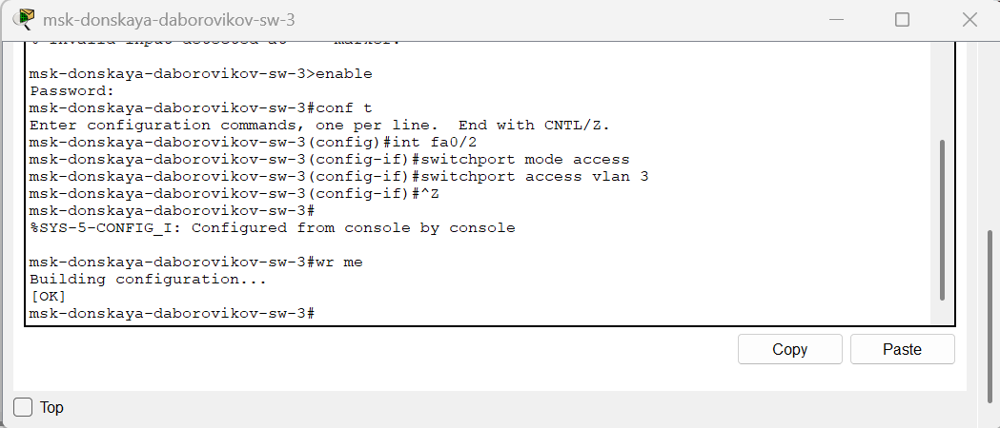 msk-donskaya-daborovikov-sw-3
msk-donskaya-daborovikov-sw-3>enable
Password:
msk-donskaya-daborovikov-sw-3#conf t
Enter configuration commands, one per line.  End with CNTL/Z.
msk-donskaya-daborovikov-sw-3(config)#int fa0/2
msk-donskaya-daborovikov-sw-3(config-if)#switchport mode access
msk-donskaya-daborovikov-sw-3(config-if)#switchport access vlan 3
msk-donskaya-daborovikov-sw-3(config-if)#^Z
msk-donskaya-daborovikov-sw-3#
%SYS-5-CONFIG_I: Configured from console by console
msk-donskaya-daborovikov-sw-3#wr me
Building configuration...
[OK]
msk-donskaya-daborovikov-sw-3#
Copy Paste
Top